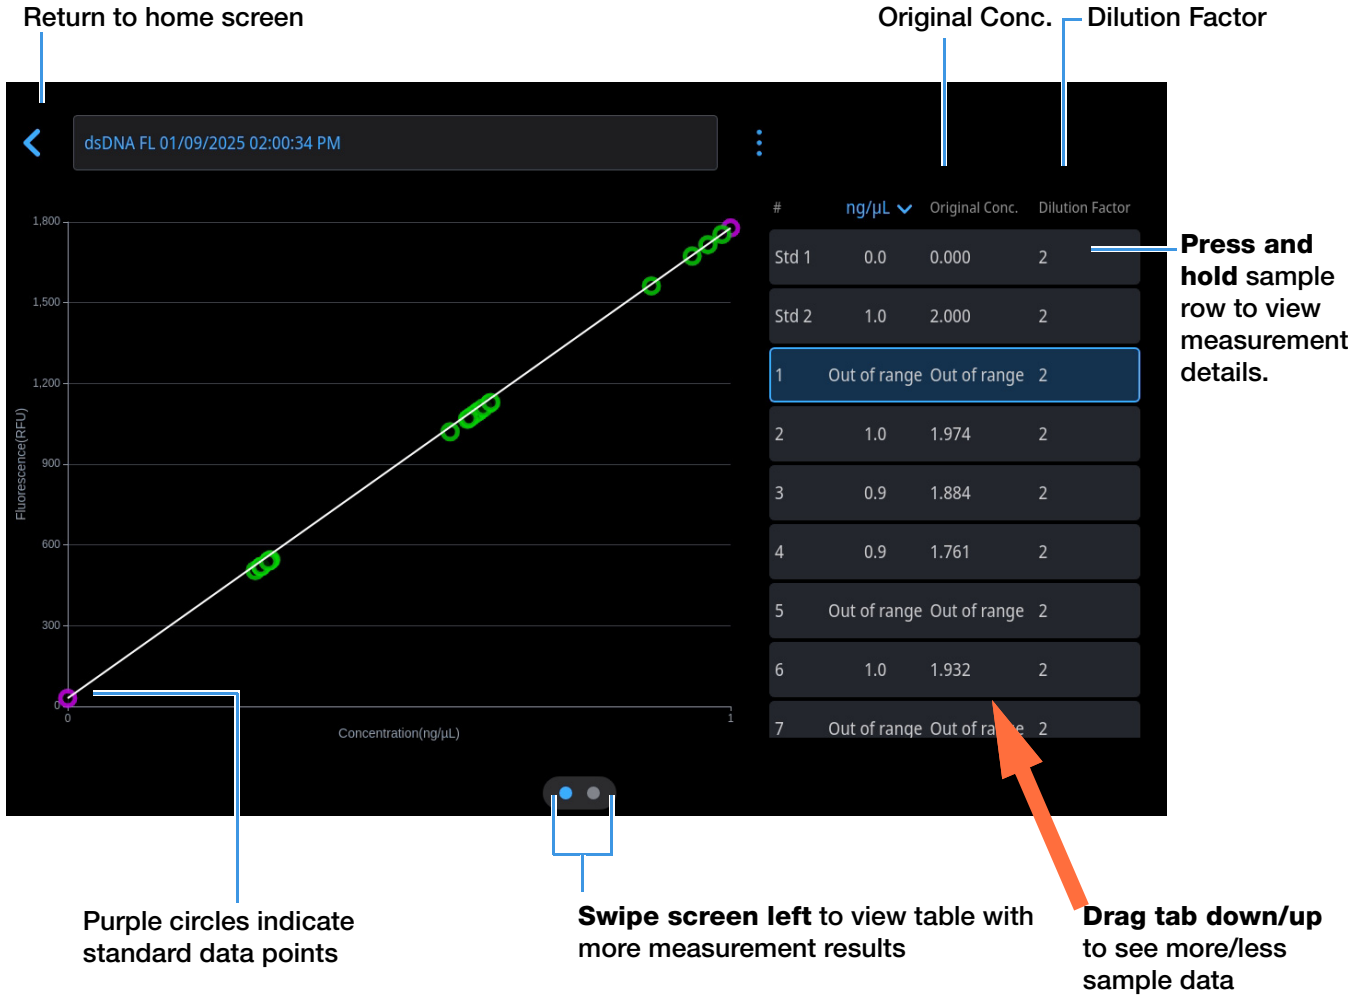 Return to home screen
Original Conc.
Dilution Factor
dsDNA FL 01/09/2025 02:00:34 PM
# ng/µL Original Conc. Dilution Factor
Std 1 0.0 0.000 2
Std 2 1.0 2.000 2
1 Out of range Out of range 2
2 1.0 1.974 2
3 0.9 1.884 2
4 0.9 1.761 2
5 Out of range Out of range 2
6 1.0 1.932 2
7 Out of range Out of ra e 2
Press and
hold sample
row to view
measurement
details.
1,800
1,500
1,200
900
600
300
0
Fluorescence(RFU)
0
1
Concentration(ng/µL)
Purple circles indicate
standard data points
Swipe screen left to view table with
more measurement results
Drag tab down/up
to see more/less
sample data